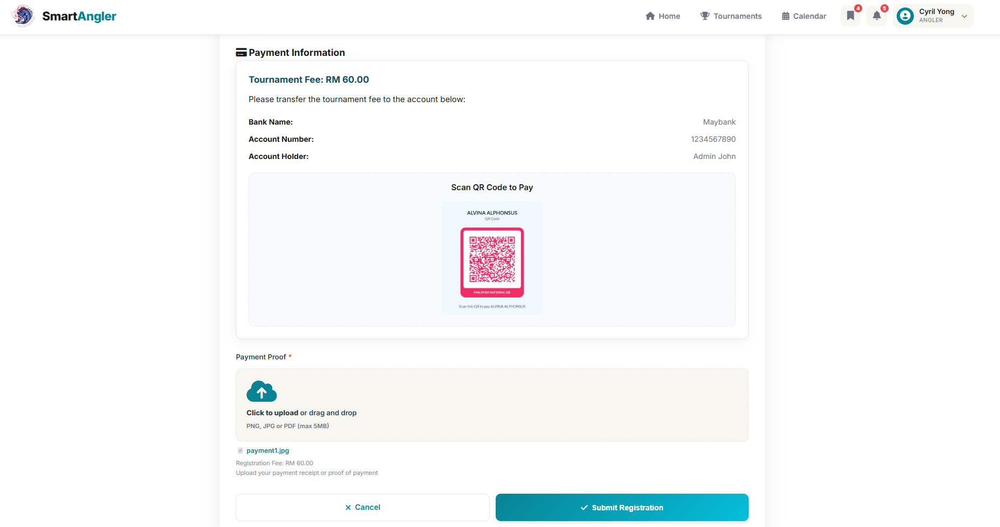 SmartAngler
Home
Tournaments
Calendar
4
5
Cyril Yong
ANGLER
Payment Information
Tournament Fee: RM 60.00
Please transfer the tournament fee to the account below:
Bank Name: Maybank
Account Number: 1234567890
Account Holder: Admin John
Scan QR Code to Pay
ALVINA ALPHONSUS
QR Code
MALAYSIA NATIONAL QR
Scan this QR to pay ALVINA ALPHONSUS
Payment Proof *
Click to upload or drag and drop
PNG, JPG or PDF (max 5MB)
payment1.jpg
Registration Fee: RM 60.00
Upload your payment receipt or proof of payment
Cancel
Submit Registration